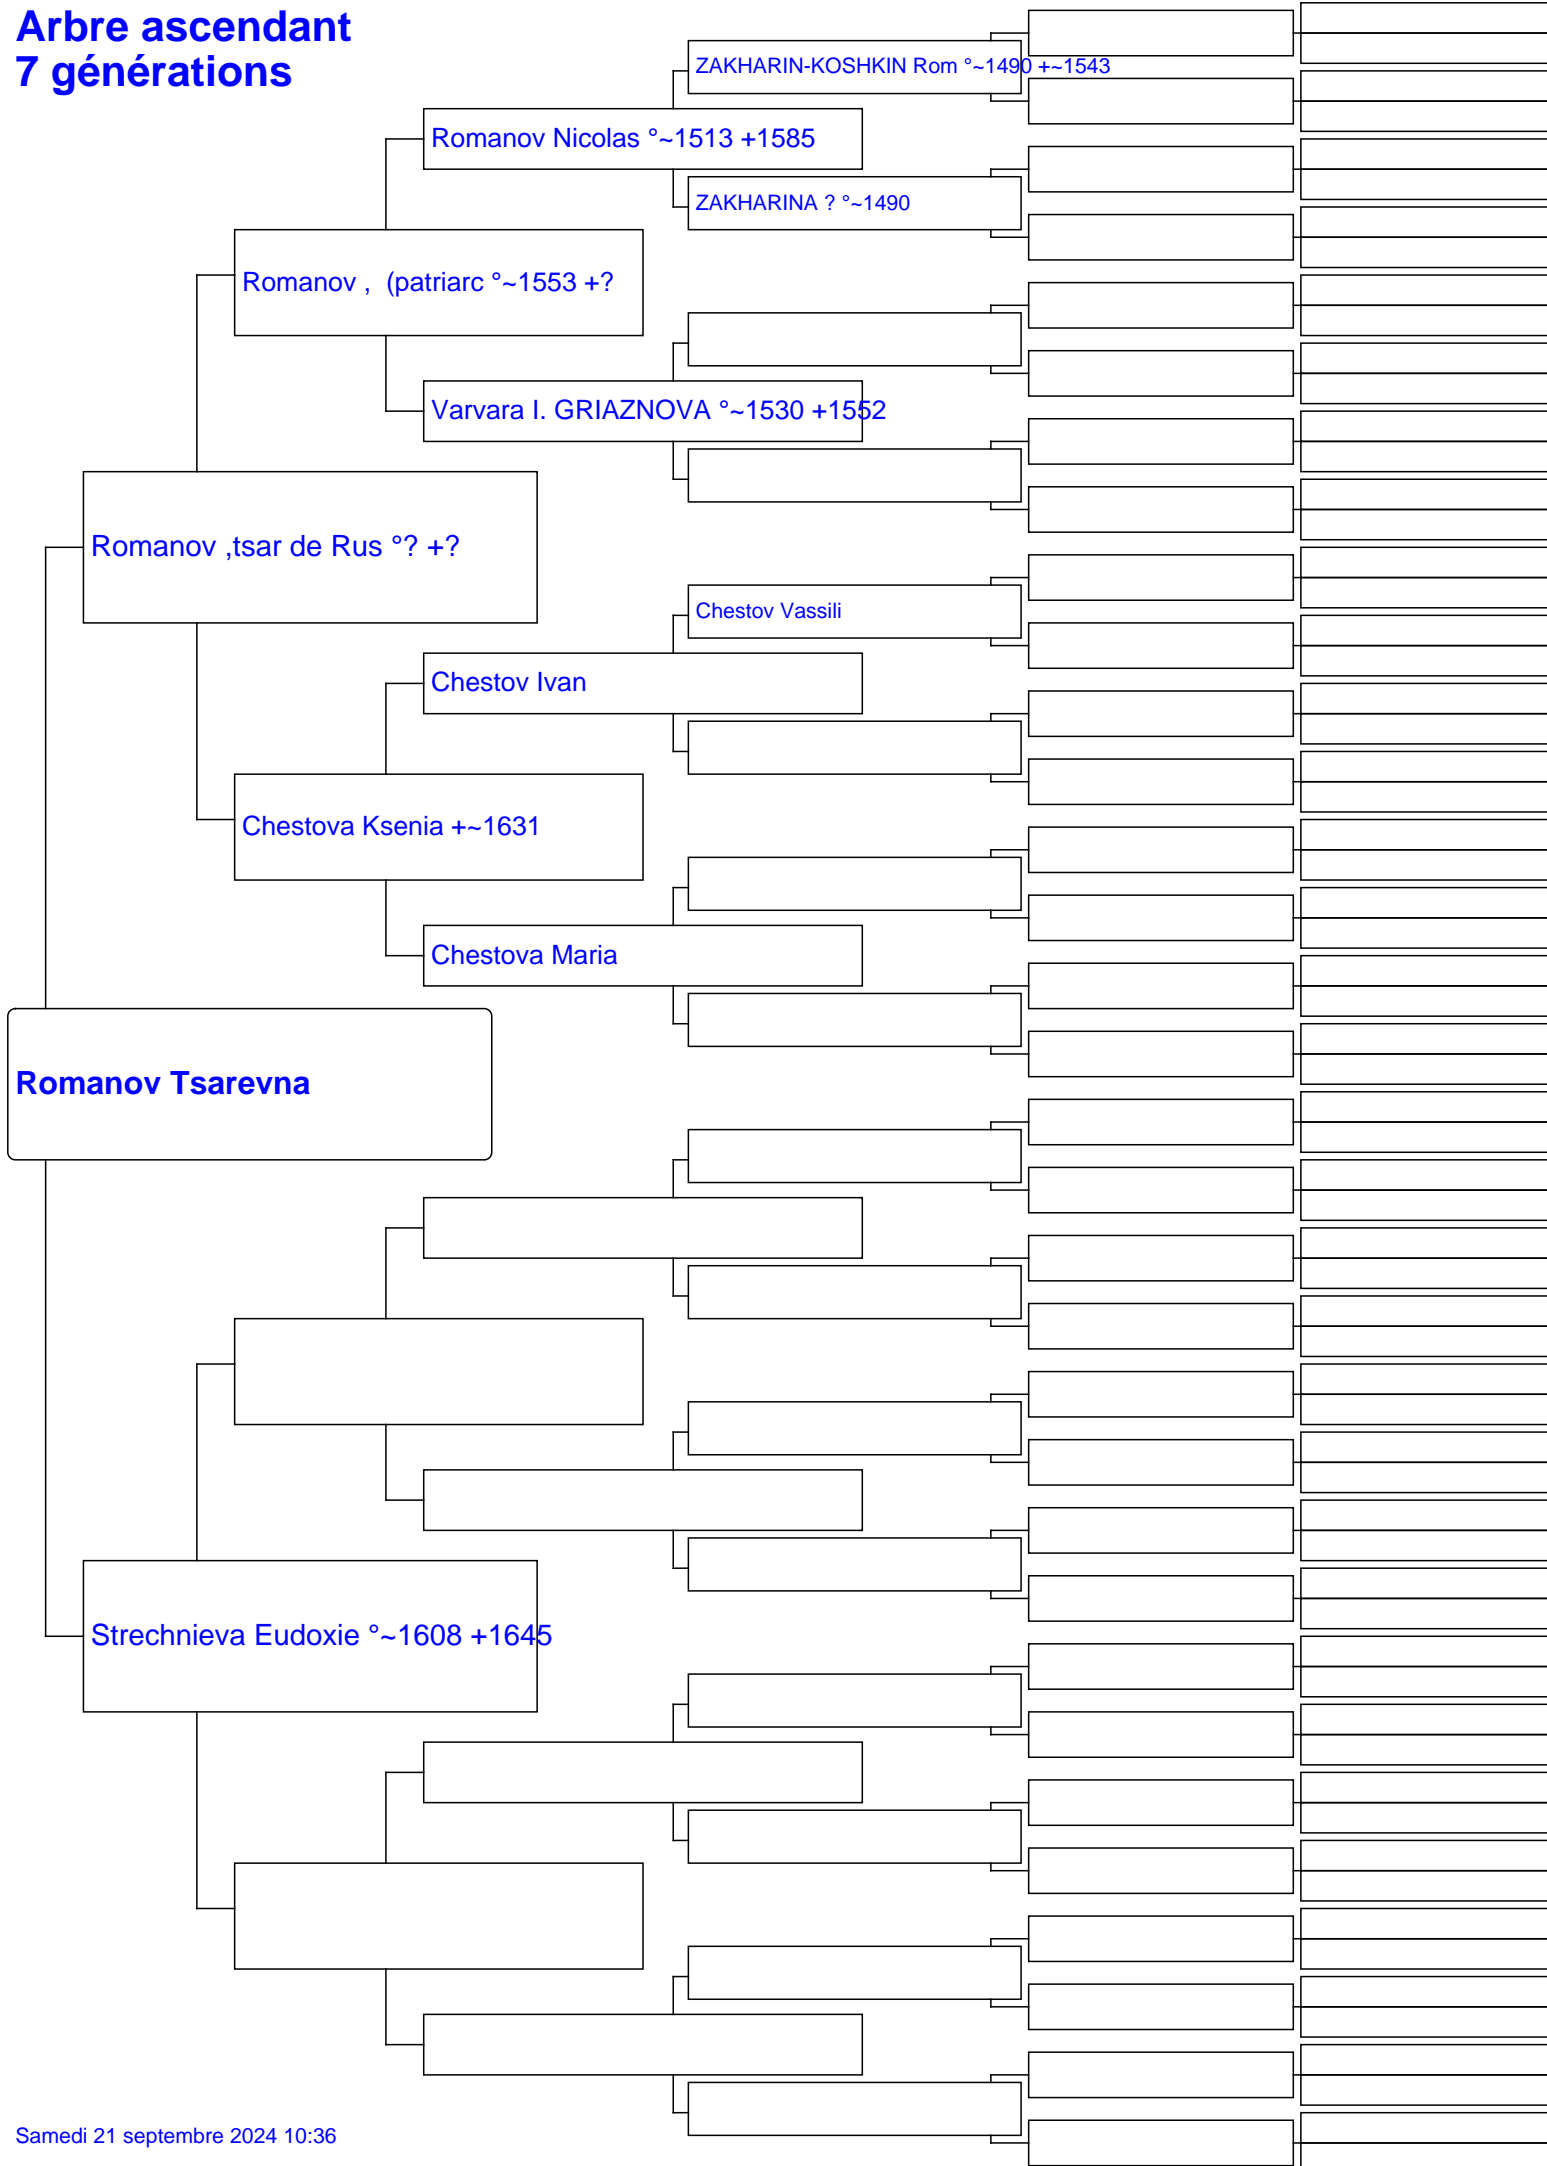 Arbre ascendant
7 générations
ZAKHARIN-KOSHKIN Rom °~1490 +~1543
Romanov Nicolas °~1513 +1585
ZAKHARINA ? °~1490
Romanov ,  (patriarc °~1553 +?
Varvara I. GRIAZNOVA °~1530 +1552
Romanov ,tsar de Rus °? +?
Chestov Vassili
Chestov Ivan
Chestova Ksenia +~1631
Chestova Maria
Romanov Tsarevna
Strechnieva Eudoxie °~1608 +1645
Samedi 21 septembre 2024 10:36